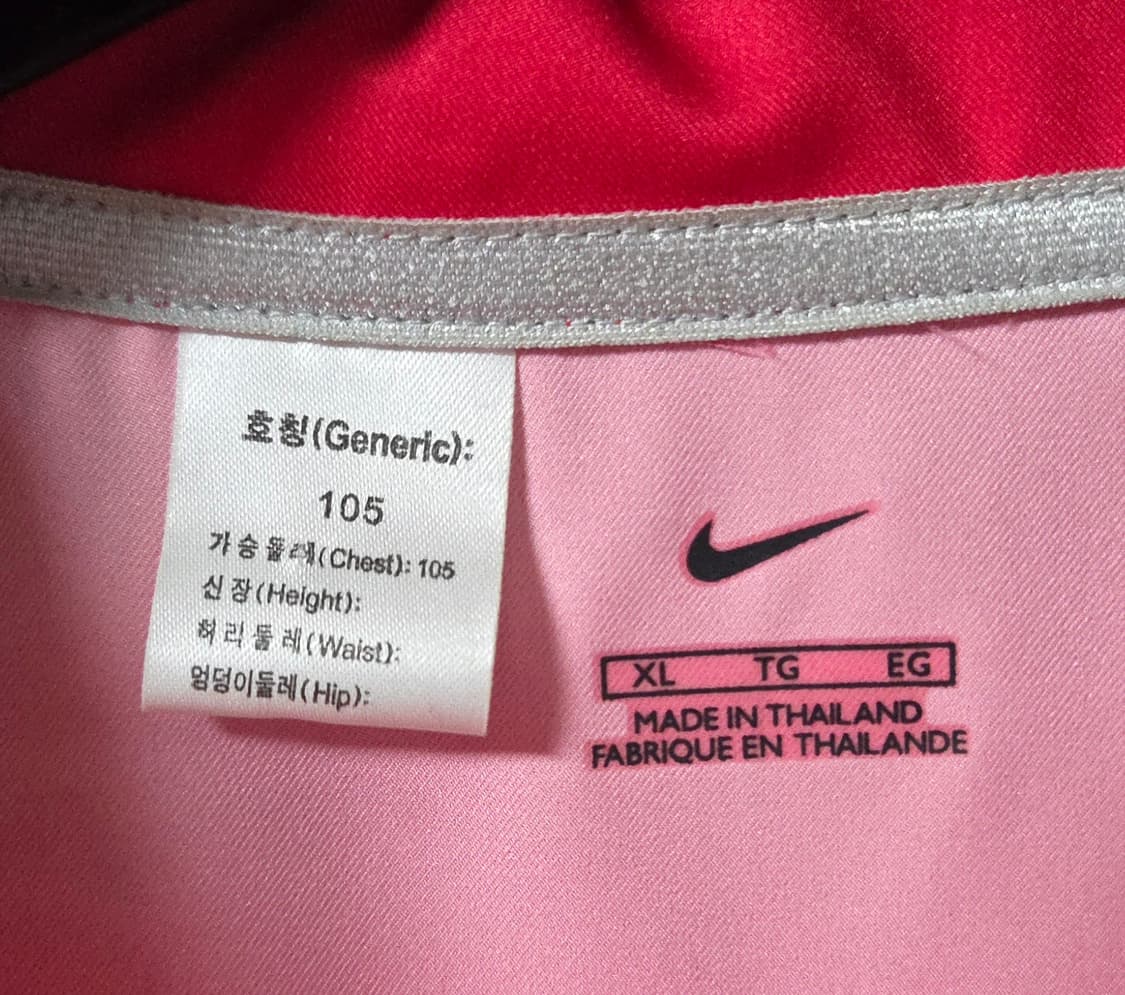 호칭(Generic):
105
가슴둘레(Chest): 105
신장(Height):
허리둘레(Waist):
엉덩이둘레(Hip):
XL TG EG
MADE IN THAILAND
FABRIQUE EN THAILANDE